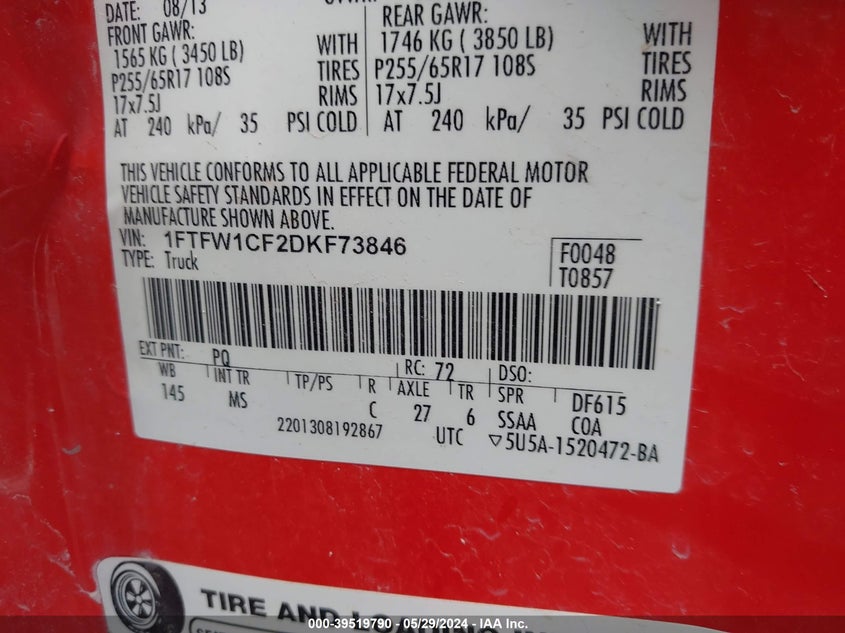 DATE: 08/13
FRONT GAWR:
1565 KG ( 3450 LB) WITH
P255/65R17 108S TIRES
17x7.5J RIMS
AT 240 kPa/ 35 PSI COLD
REAR GAWR:
1746 KG ( 3850 LB) WITH
P255/65R17 108S TIRES
17x7.5J RIMS
AT 240 kPa/ 35 PSI COLD
THIS VEHICLE CONFORMS TO ALL APPLICABLE FEDERAL MOTOR
VEHICLE SAFETY STANDARDS IN EFFECT ON THE DATE OF
MANUFACTURE SHOWN ABOVE.
VIN: 1FTFW1CF2DKF73846
TYPE: Truck
F0048
T0857
EXT PNT: PQ RC: 72 DSO:
WB INT TR TP/PS R AXLE TR SPR DF615
145 MS C 27 6 SSAA COA
2201308192867 UTC ▽5U5A-1520472-BA
TIRE AND LOADING
000-39519790 - 05/29/2024 - IAA Inc.